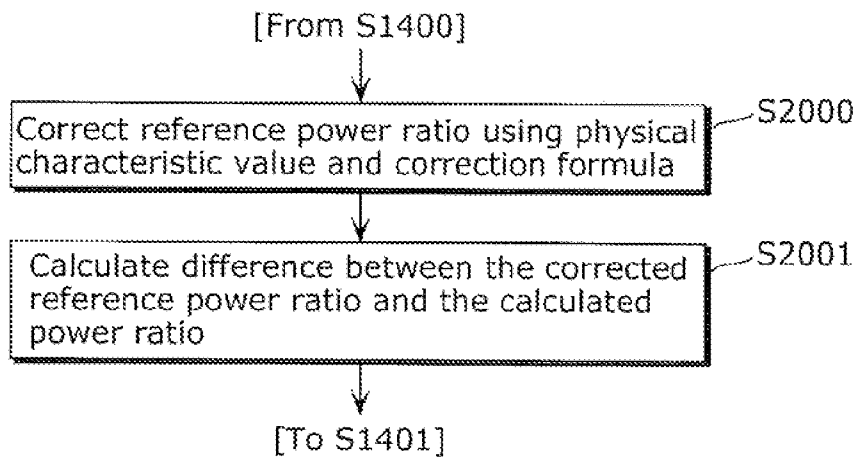 [From S1400]
S2000
Correct reference power ratio using physical
characteristic value and correction formula
S2001
Calculate difference between the corrected
reference power ratio and the calculated
power ratio
[To S1401]